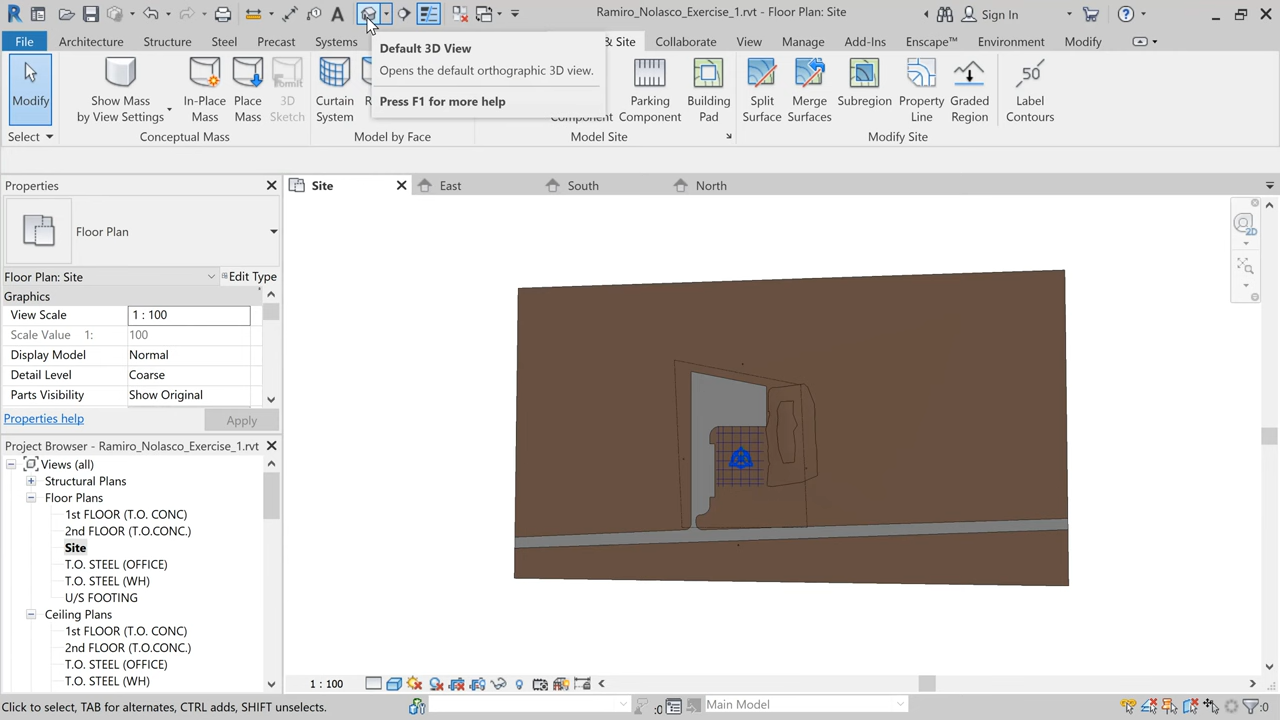 Ramiro_Nolasco_Exercise_1.rvt - Floor Plan: Site
Sign In
File Architecture Structure Steel Precast Systems & Site Collaborate View Manage Add-Ins Enscape™ Environment Modify
Default 3D View
Opens the default orthographic 3D view.
Press F1 for more help
Modify
Show Mass
by View Settings
In-Place
Mass
Place
Mass
3D
Sketch
Curtain
System
Parking
Component
Building
Pad
Split
Surface
Merge
Surfaces
Subregion
Property
Line
Graded
Region
50
Label
Contours
Select
Conceptual Mass
Model by Face
Model Site
Modify Site
Properties
Site
East
South
North
Floor Plan
Floor Plan: Site
Edit Type
Graphics
View Scale 1 : 100
Scale Value 1: 100
Display Model Normal
Detail Level Coarse
Parts Visibility Show Original
Properties help
Apply
Project Browser - Ramiro_Nolasco_Exercise_1.rvt
Views (all)
Structural Plans
Floor Plans
1st FLOOR (T.O. CONC)
2nd FLOOR (T.O.CONC.)
Site
T.O. STEEL (OFFICE)
T.O. STEEL (WH)
U/S FOOTING
Ceiling Plans
1st FLOOR (T.O. CONC)
2nd FLOOR (T.O.CONC.)
T.O. STEEL (OFFICE)
T.O. STEEL (WH)
2D
1 : 100
Click to select, TAB for alternates, CTRL adds, SHIFT unselects.
:0
Main Model
:0